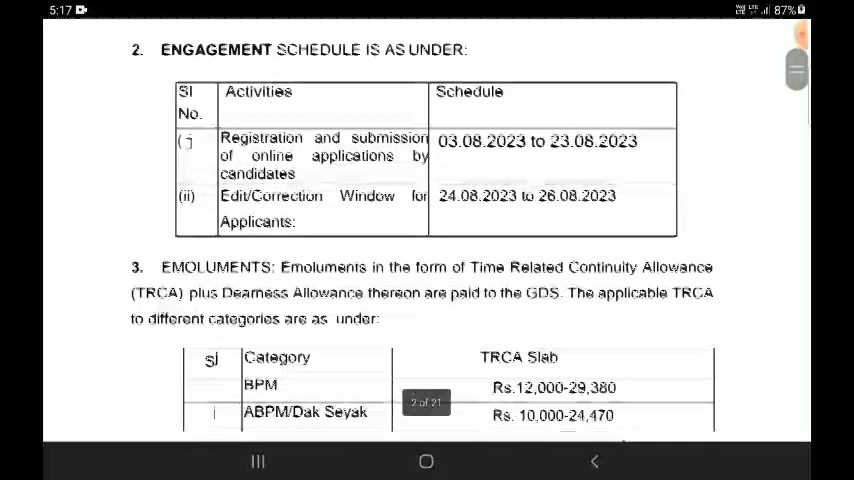 5:17 87%
2. ENGAGEMENT SCHEDULE IS AS UNDER:
Sl No. Activities Schedule
Registration and submission of online applications by candidates 03.08.2023 to 23.08.2023
(ii) Edit/Correction Window for Applicants: 24.08.2023 to 26.08.2023
3. EMOLUMENTS: Emoluments in the form of Time Related Continuity Allowance
(TRCA) plus Dearness Allowance thereon are paid to the GDS. The applicable TRCA
to different categories are as under:
Category TRCA Slab
BPM Rs.12,000-29,380
2 of 21
i ABPM/Dak Sevak Rs. 10,000-24,470